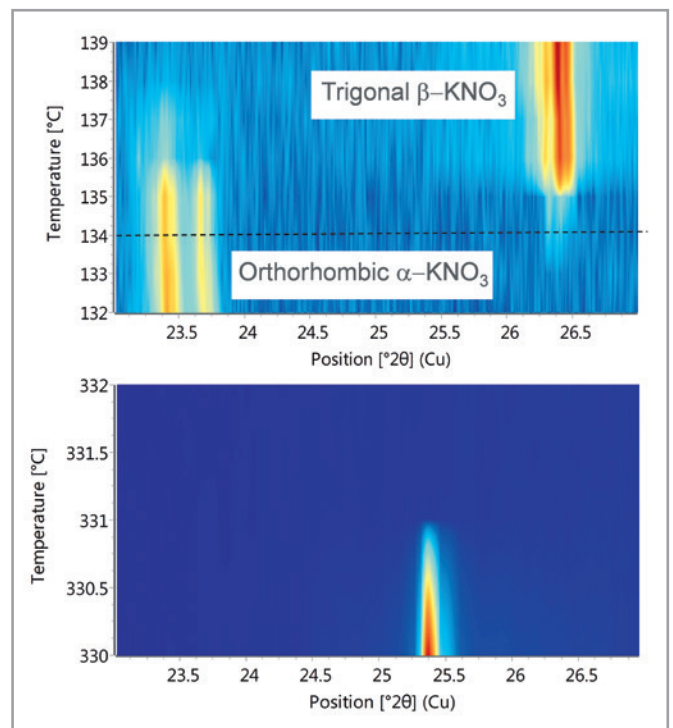 139
138
137
136
135
134
133
132
Temperature [°C]
Trigonal β–KNO₃
Orthorhombic α–KNO₃
23.5 24 24.5 25 25.5 26 26.5
Position [°2θ] (Cu)
332
331.5
331
330.5
330
Temperature [°C]
23.5 24 24.5 25 25.5 26 26.5
Position [°2θ] (Cu)